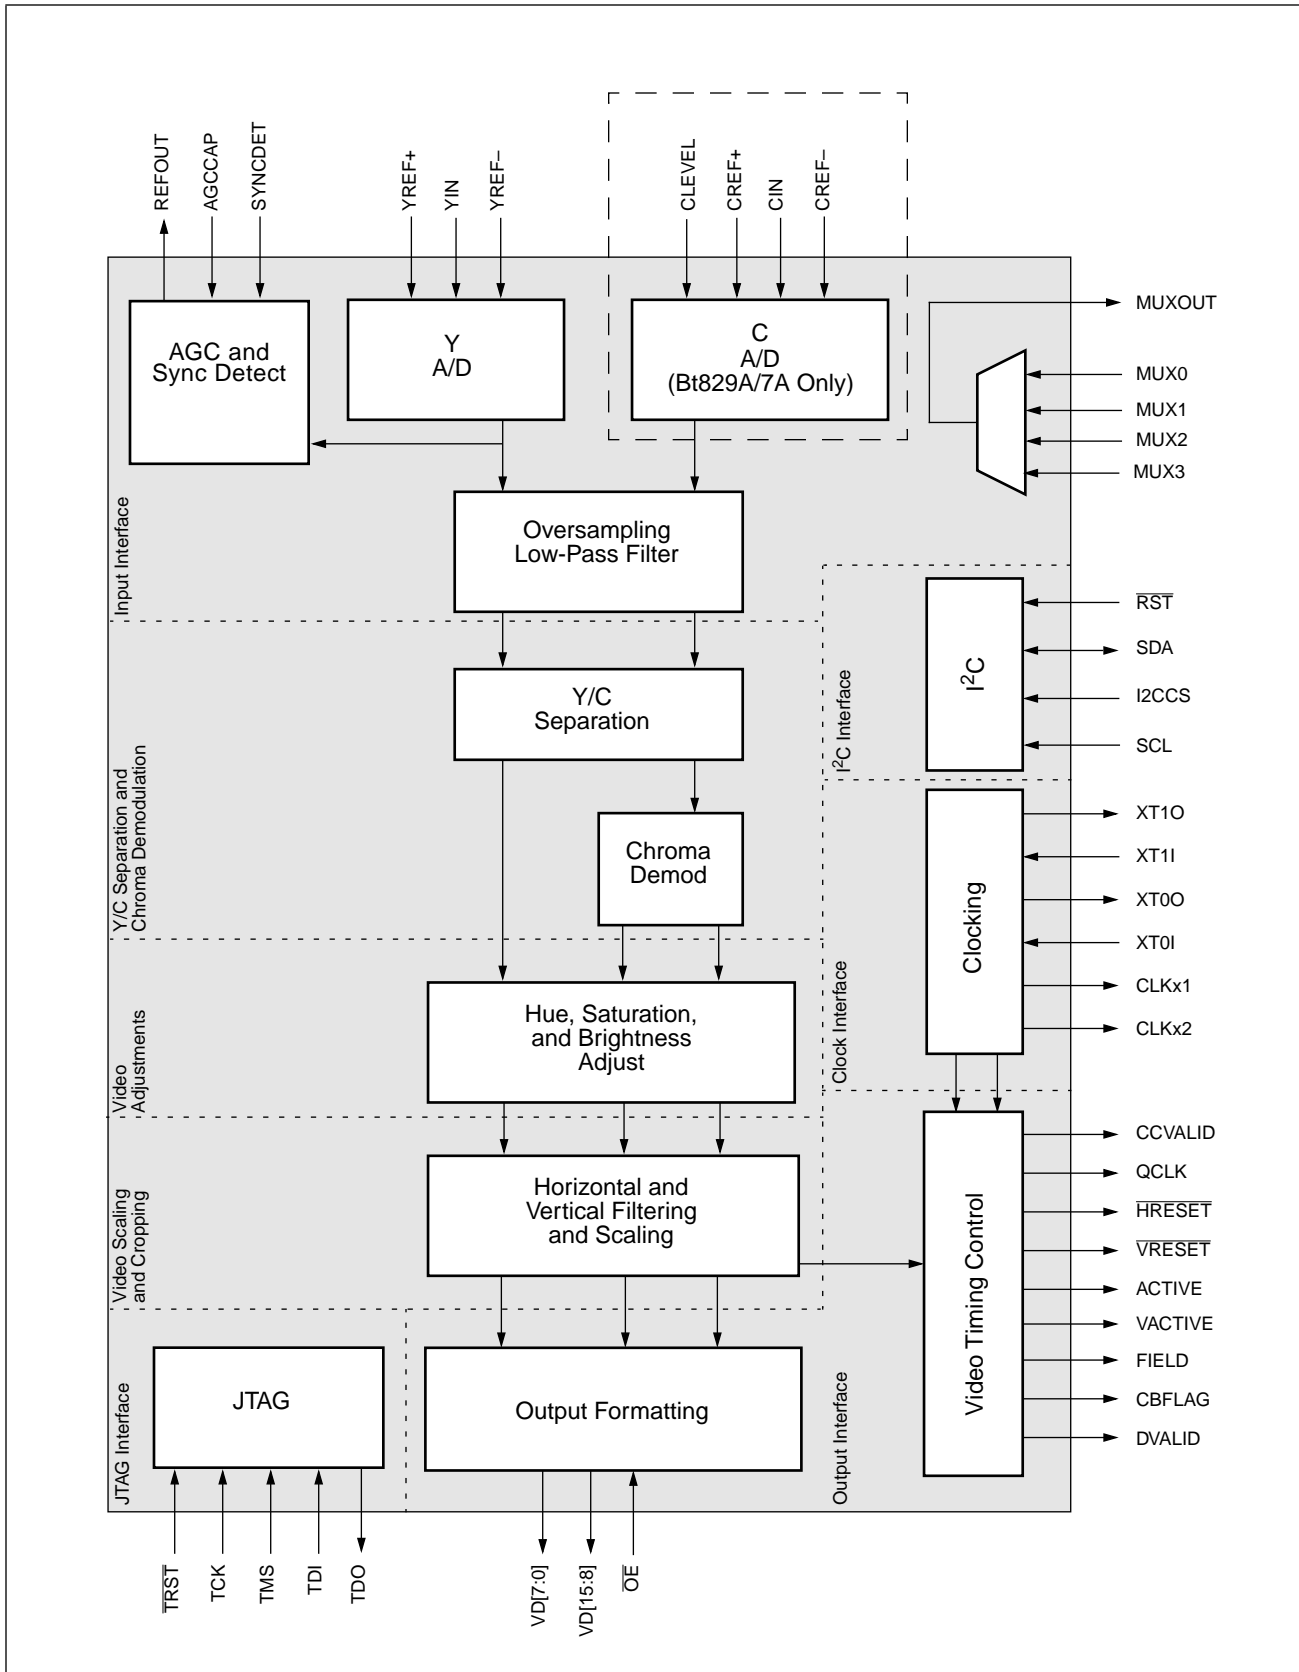 REFOUT
AGCCAP
SYNCDET
YREF+
YIN
YREF–
CLEVEL
CREF+
CIN
CREF–
AGC and
Sync Detect
Y
A/D
C
A/D
(Bt829A/7A Only)
MUXOUT
MUX0
MUX1
MUX2
MUX3
Input Interface
Oversampling
Low-Pass Filter
I²C Interface
I²C
RST
SDA
I2CCS
SCL
Y/C Separation and
Chroma Demodulation
Y/C
Separation
Chroma
Demod
Clock Interface
Clocking
XT1O
XT1I
XT0O
XT0I
CLKx1
CLKx2
Video
Adjustments
Hue, Saturation,
and Brightness
Adjust
Video Scaling
and Cropping
Horizontal and
Vertical Filtering
and Scaling
Output Interface
Video Timing Control
CCVALID
QCLK
HRESET
VRESET
ACTIVE
VACTIVE
FIELD
CBFLAG
DVALID
JTAG Interface
JTAG
Output Formatting
TRST
TCK
TMS
TDI
TDO
VD[7:0]
VD[15:8]
OE